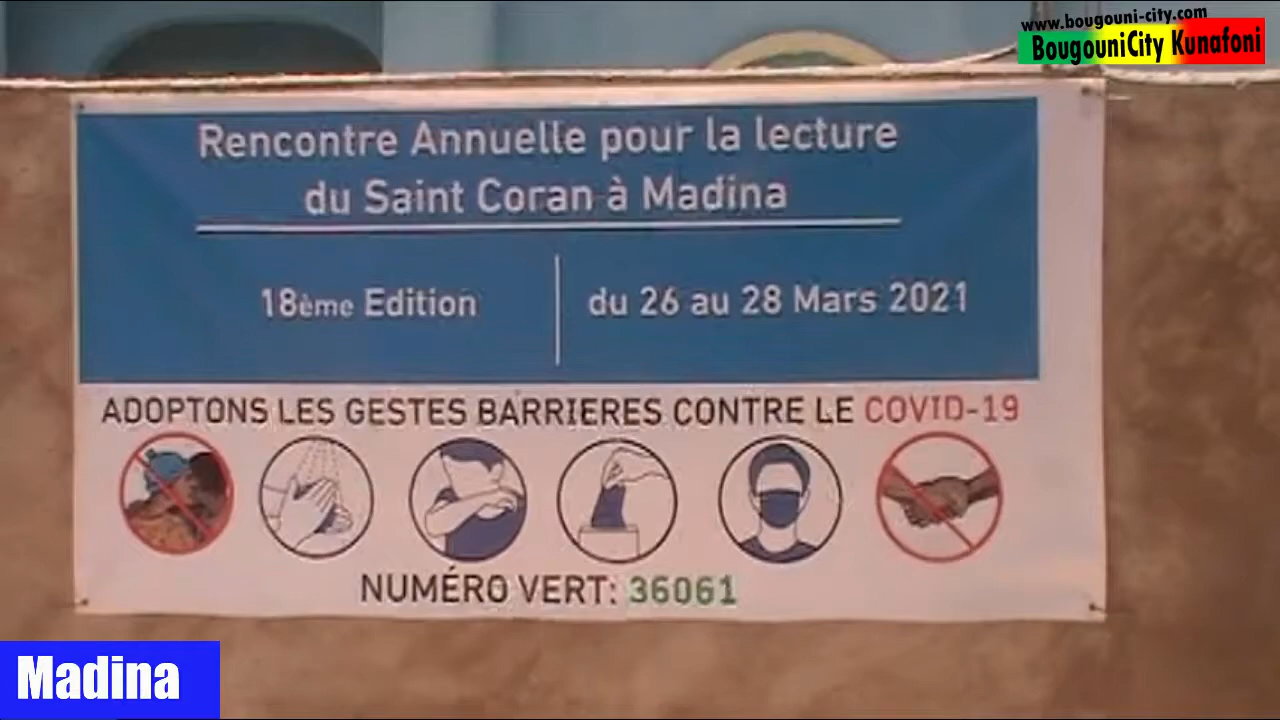 www.bougouni-city.com
BougouniCity Kunafoni
Rencontre Annuelle pour la lecture
du Saint Coran à Madina
18ème Edition
du 26 au 28 Mars 2021
ADOPTONS LES GESTES BARRIERES CONTRE LE COVID-19
NUMÉRO VERT: 36061
Madina